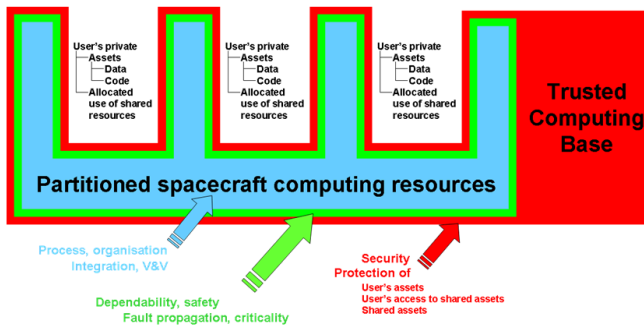 User's private
Assets
Data
Code
Allocated
use of shared
resources
User's private
Assets
Data
Code
Allocated
use of shared
resources
User's private
Assets
Data
Code
Allocated
use of shared
resources
Trusted
Computing
Base
Partitioned spacecraft computing resources
Process, organisation
Integration, V&V
Dependability, safety
Fault propagation, criticality
Security
Protection of
User's assets
User's access to shared assets
Shared assets